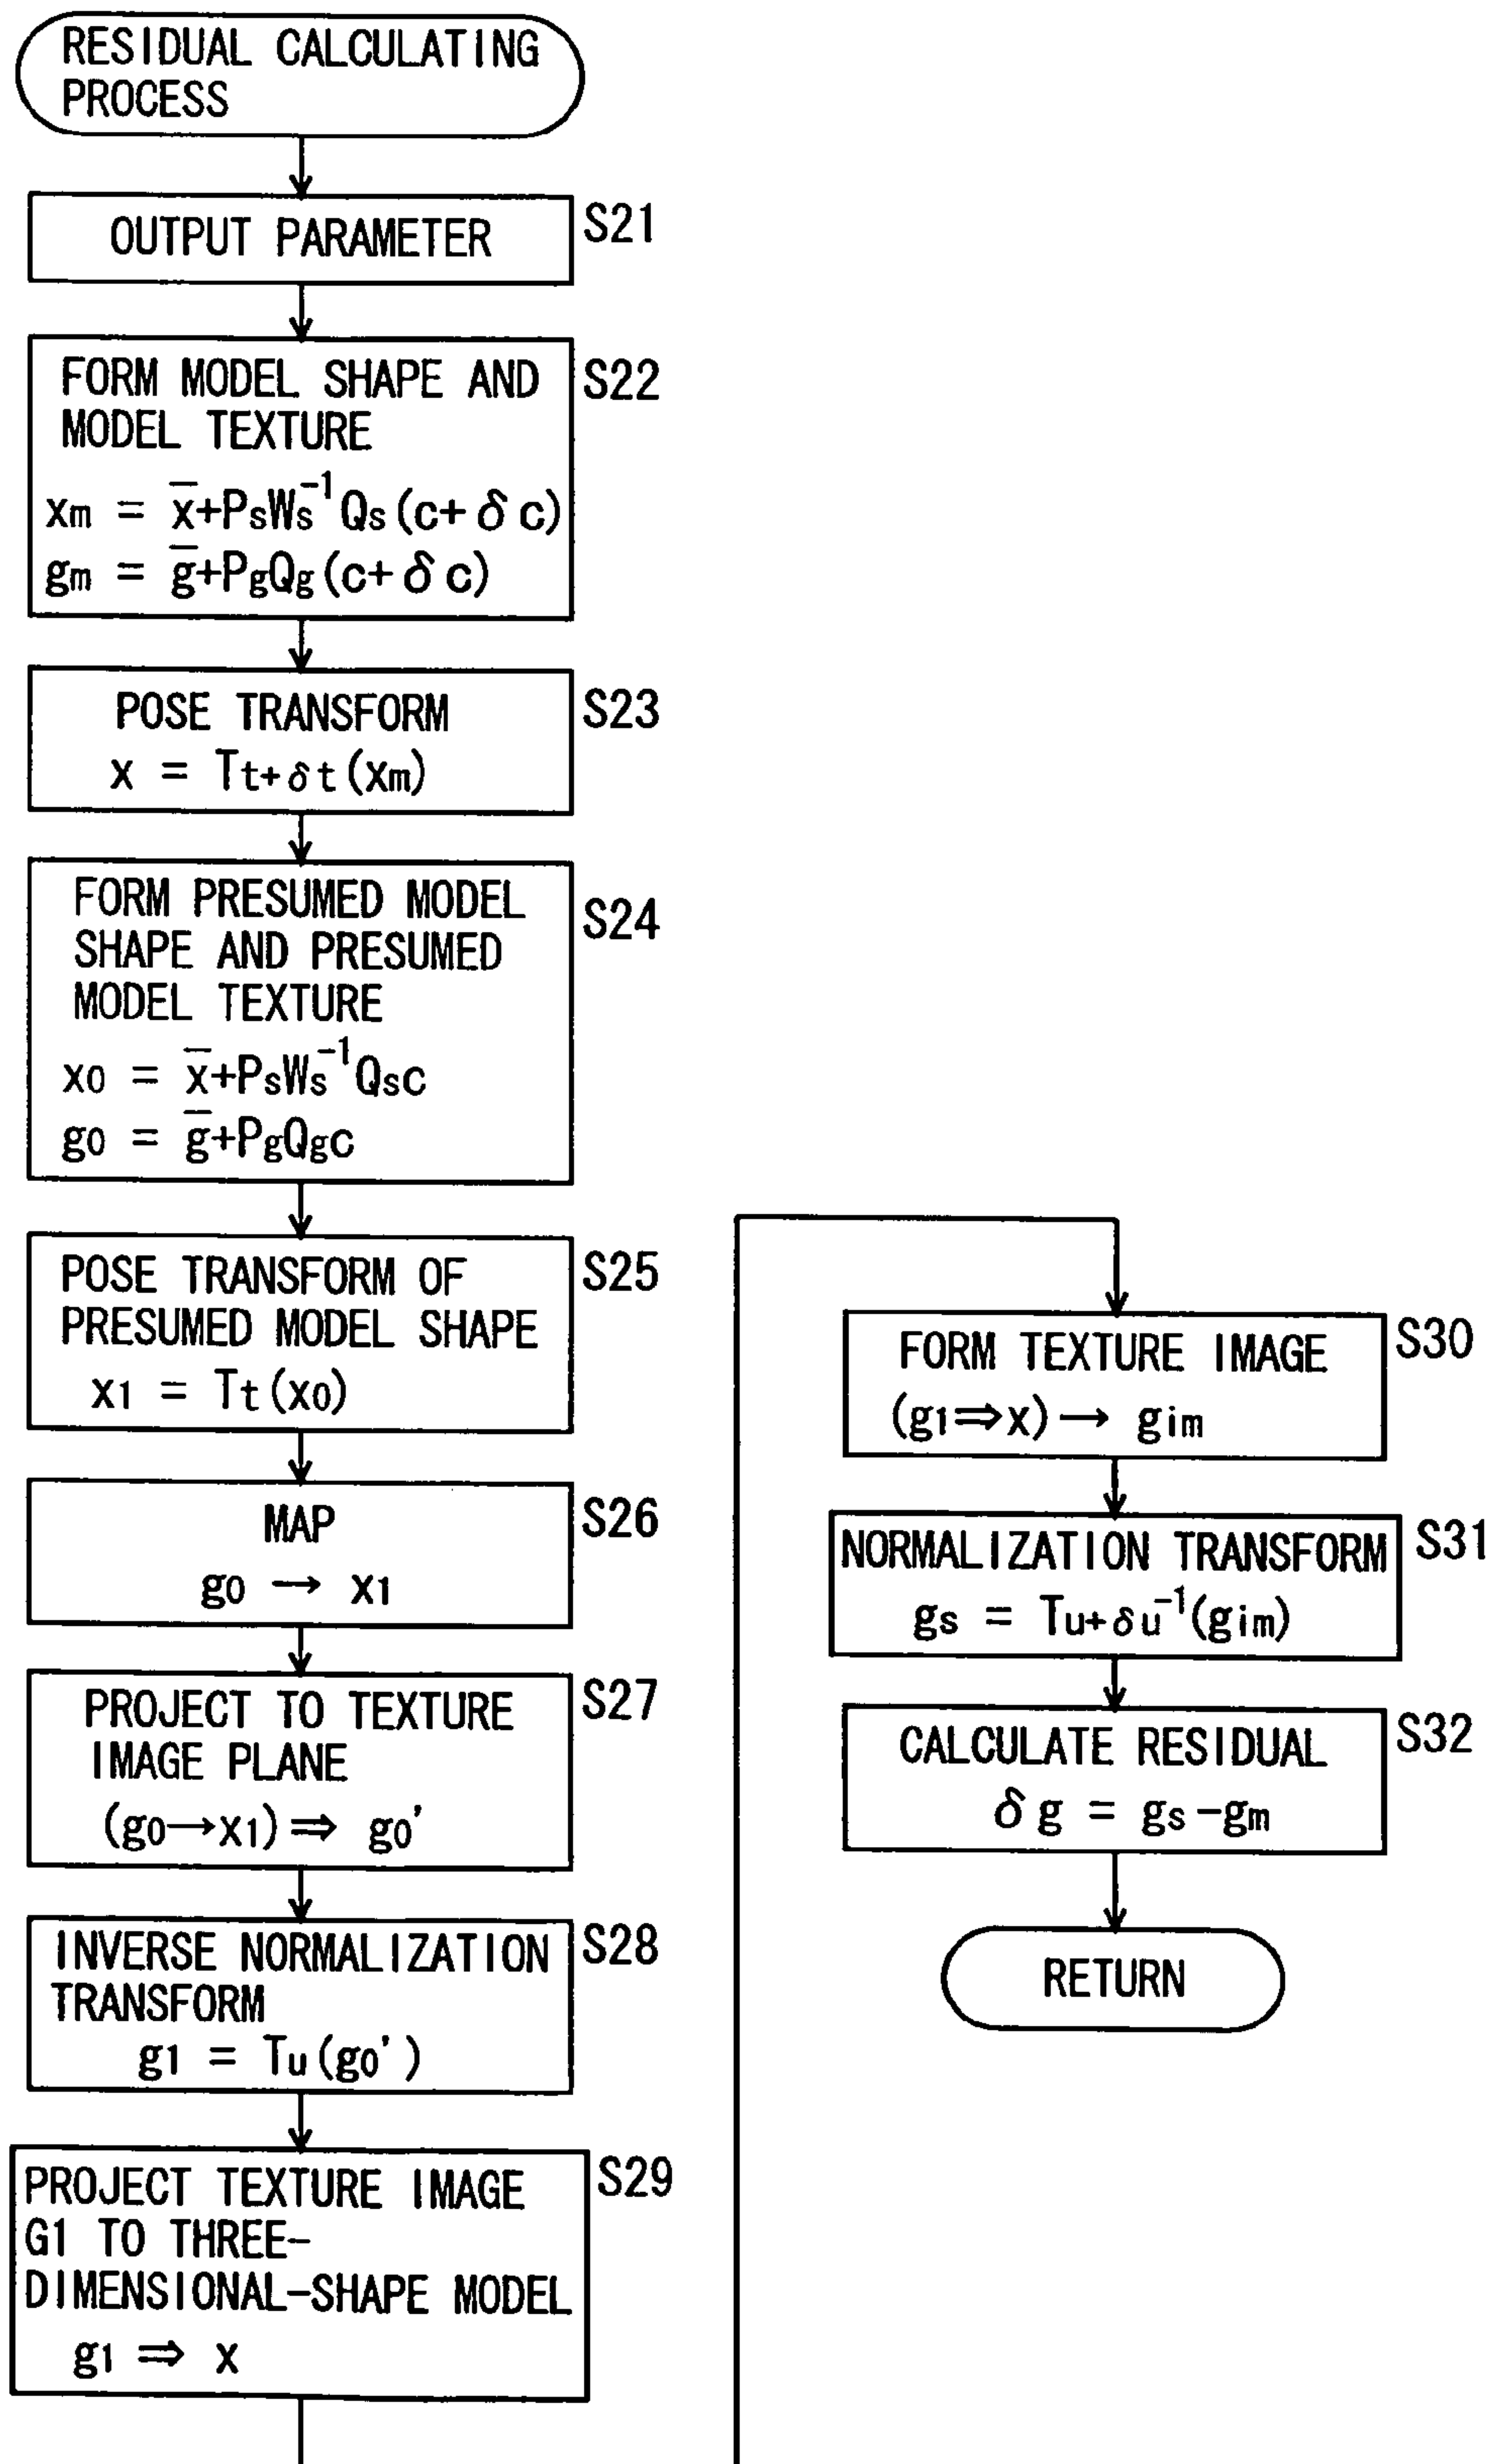 RESIDUAL CALCULATING
PROCESS
OUTPUT PARAMETER
S21
FORM MODEL SHAPE AND
MODEL TEXTURE
xm = x̅+PsWs⁻¹Qs(c+δc)
gm = g̅+PgQg(c+δc)
S22
POSE TRANSFORM
x = Tt+δt(xm)
S23
FORM PRESUMED MODEL
SHAPE AND PRESUMED
MODEL TEXTURE
x0 = x̅+PsWs⁻¹Qsc
g0 = g̅+PgQgc
S24
POSE TRANSFORM OF
PRESUMED MODEL SHAPE
x1 = Tt(x0)
S25
MAP
g0 → x1
S26
PROJECT TO TEXTURE
IMAGE PLANE
(g0→x1)⇒ g0'
S27
INVERSE NORMALIZATION
TRANSFORM
g1 = Tu(g0')
S28
PROJECT TEXTURE IMAGE
G1 TO THREE-
DIMENSIONAL-SHAPE MODEL
g1 ⇒ x
S29
FORM TEXTURE IMAGE
(g1⇒x)→ gim
S30
NORMALIZATION TRANSFORM
gs = Tu+δu⁻¹(gim)
S31
CALCULATE RESIDUAL
δg = gs-gm
S32
RETURN